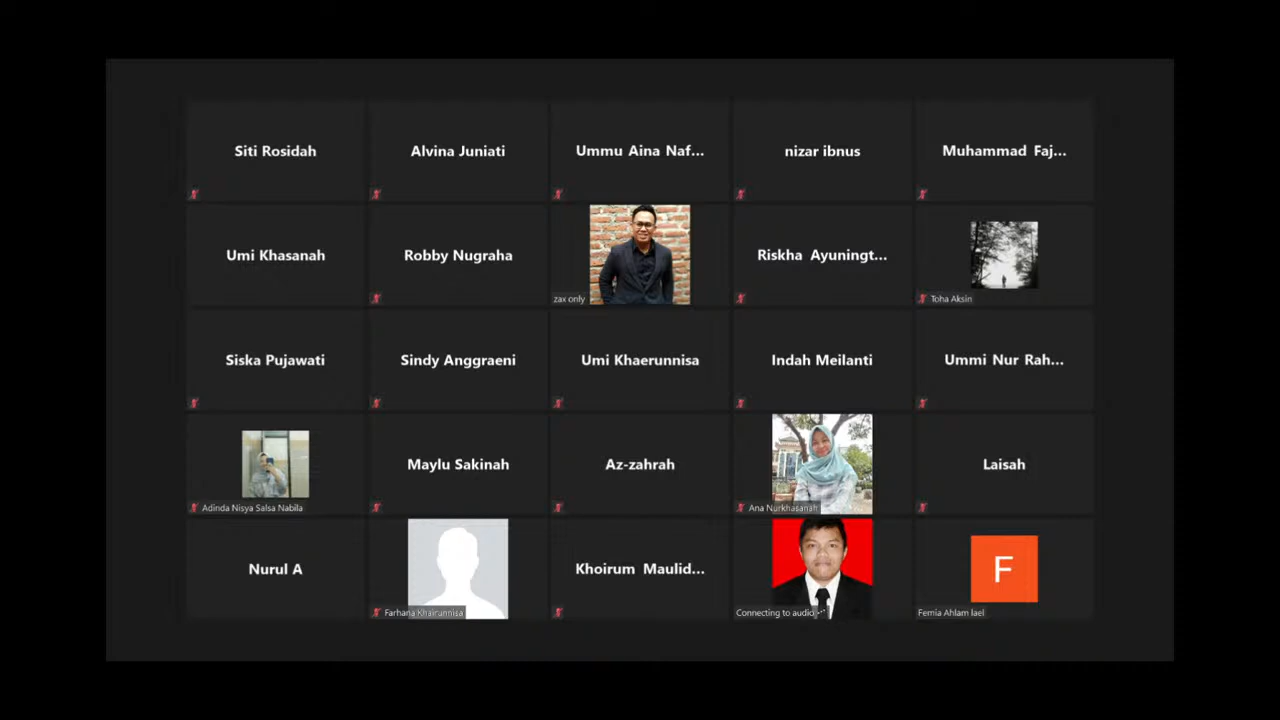 Siti Rosidah
Alvina Juniati
Ummu Aina Naf...
nizar ibnus
Muhammad Faj...
Umi Khasanah
Robby Nugraha
zax only
Riskha Ayuningt...
Toha Aksin
Siska Pujawati
Sindy Anggraeni
Umi Khaerunnisa
Indah Meilanti
Ummi Nur Rah...
Adinda Nisya Salsa Nabila
Maylu Sakinah
Az-zahrah
Ana Nurkhasanah
Laisah
Nurul A
Farhana Khairunnisa
Khoirum Maulid...
Connecting to audio
F
Femia Ahlam lael